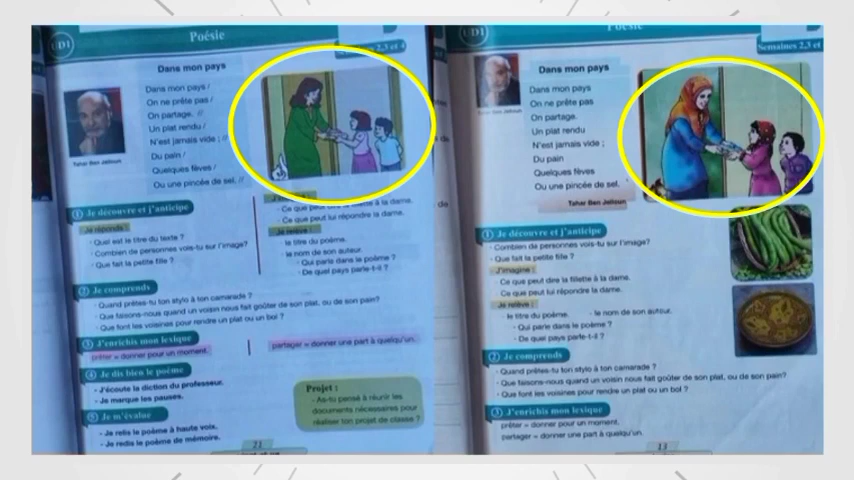 UD1
Poésie
Semaines 2,3 et 4
Dans mon pays
Dans mon pays /
On ne prête pas /
On partage. //
Un plat rendu /
N'est jamais vide ; //
Du pain /
Quelques fèves /
Ou une pincée de sel. //
Tahar Ben Jelloun
1 Je découvre et j'anticipe
Je réponds :
- Quel est le titre du texte ?
- Combien de personnes vois-tu sur l'image?
- Que fait la petite fille ?
- Ce que peut dire la à la dame.
- Ce que peut lui répondre la dame.
Je relève :
le titre du poème.
le nom de son auteur.
- Qui parle dans le poème ?
- De quel pays parle-t-il ?
2 Je comprends
- Quand prêtes-tu ton stylo à ton camarade ?
- Que faisons-nous quand un voisin nous fait goûter de son plat, ou de son pain?
- Que font les voisines pour rendre un plat ou un bol ?
3 J'enrichis mon lexique
prêter = donner pour un moment.
partager = donner une part à quelqu'un.
4 Je dis bien le poème
- J'écoute la diction du professeur.
- Je marque les pauses.
5 Je m'évalue
- Je relis le poème à haute voix.
- Je redis le poème de mémoire.
Projet :
- As-tu pensé à réunir les
documents nécessaires pour
réaliser ton projet de classe ?
21
UD1
Poésie
Semaines 2,3 et
Dans mon pays
Dans mon pays
On ne prête pas
On partage.
Un plat rendu
N'est jamais vide ;
Du pain
Quelques fèves
Ou une pincée de sel.
Tahar Ben Jelloun
Tahar Ben Jelloun
1 Je découvre et j'anticipe
- Combien de personnes vois-tu sur l'image?
- Que fait la petite fille ?
J'imagine :
- Ce que peut dire la fillette à la dame.
- Ce que peut lui répondre la dame.
Je relève :
- le titre du poème. - le nom de son auteur.
- Qui parle dans le poème ?
- De quel pays parle-t-il ?
2 Je comprends
- Quand prêtes-tu ton stylo à ton camarade ?
- Que faisons-nous quand un voisin nous fait goûter de son plat, ou de son pain?
- Que font les voisines pour rendre un plat ou un bol ?
3 J'enrichis mon lexique
prêter = donner pour un moment.
partager = donner une part à quelqu'un.
13